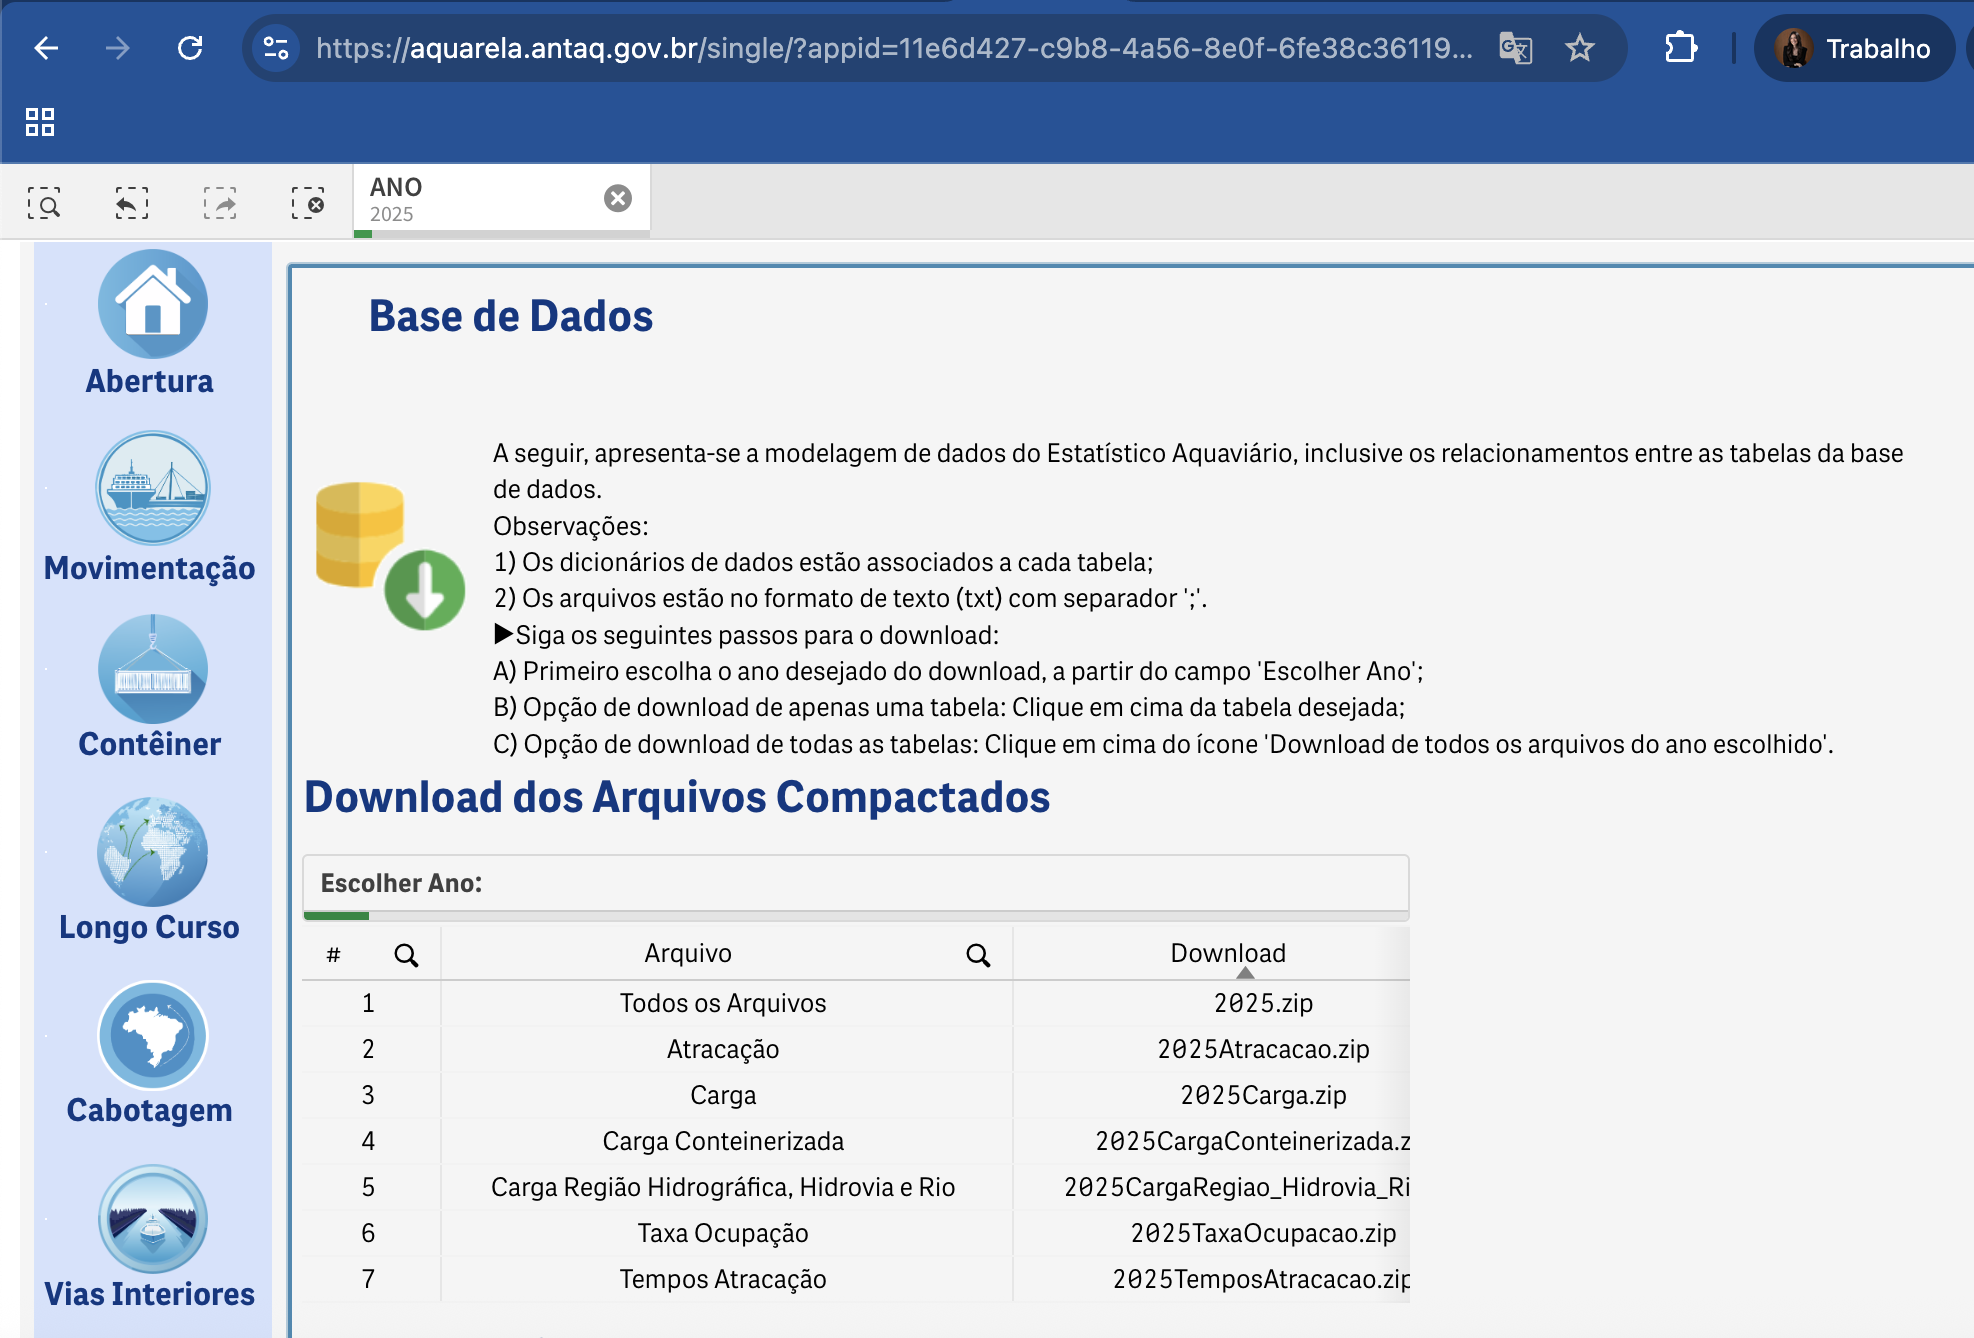 https://aquarela.antaq.gov.br/single/?appid=11e6d427-c9b8-4a56-8e0f-6fe38c36119...
Trabalho
ANO
2025
Abertura
Movimentação
Contêiner
Longo Curso
Cabotagem
Vias Interiores
Base de Dados
A seguir, apresenta-se a modelagem de dados do Estatístico Aquaviário, inclusive os relacionamentos entre as tabelas da base
de dados.
Observações:
1) Os dicionários de dados estão associados a cada tabela;
2) Os arquivos estão no formato de texto (txt) com separador ';'.
▶Siga os seguintes passos para o download:
A) Primeiro escolha o ano desejado do download, a partir do campo 'Escolher Ano';
B) Opção de download de apenas uma tabela: Clique em cima da tabela desejada;
C) Opção de download de todas as tabelas: Clique em cima do ícone 'Download de todos os arquivos do ano escolhido'.
Download dos Arquivos Compactados
Escolher Ano:
# Arquivo Download
1 Todos os Arquivos 2025.zip
2 Atracação 2025Atracacao.zip
3 Carga 2025Carga.zip
4 Carga Conteinerizada 2025CargaConteinerizada.z
5 Carga Região Hidrográfica, Hidrovia e Rio 2025CargaRegiao_Hidrovia_Ri
6 Taxa Ocupação 2025TaxaOcupacao.zip
7 Tempos Atracação 2025TemposAtracacao.zip